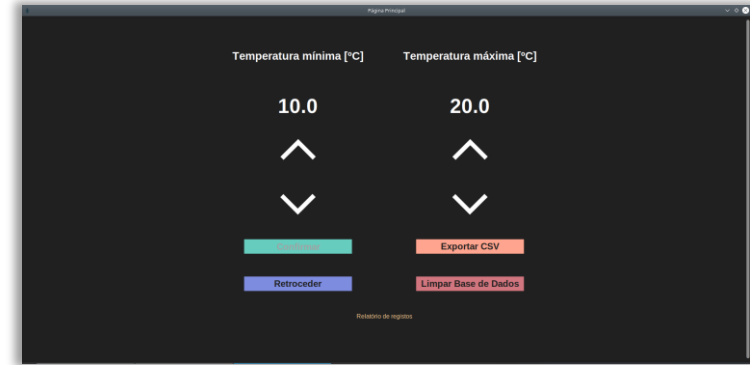 Página Principal
Temperatura mínima [ºC] Temperatura máxima [ºC]
10.0 20.0
Confirmar Exportar CSV
Retroceder Limpar Base de Dados
Relatório de registos